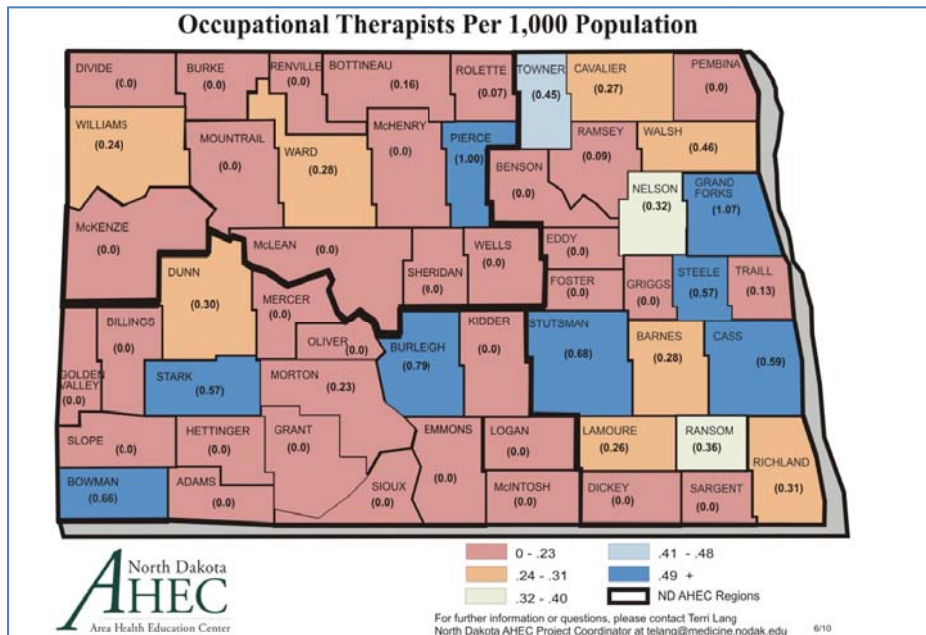 Occupational Therapists Per 1,000 Population
DIVIDE
(0.0)
BURKE
(0.0)
RENVILLE
(0.0)
BOTTINEAU
(0.16)
ROLETTE
(0.07)
TOWNER
(0.45)
CAVALIER
(0.27)
PEMBINA
(0.0)
WILLIAMS
(0.24)
MOUNTRAIL
(0.0)
WARD
(0.28)
McHENRY
(0.0)
PIERCE
(1.00)
BENSON
(0.0)
RAMSEY
(0.09)
WALSH
(0.46)
NELSON
(0.32)
GRAND
FORKS
(1.07)
McKENZIE
(0.0)
DUNN
(0.30)
McLEAN
(0.0)
SHERIDAN
(0.0)
WELLS
(0.0)
EDDY
(0.0)
FOSTER
(0.0)
GRIGGS
(0.0)
STEELE
(0.57)
TRAILL
(0.13)
GOLDEN
VALLEY
(0.0)
BILLINGS
(0.0)
MERCER
(0.0)
OLIVER
(0.0)
STARK
(0.57)
MORTON
(0.23)
BURLEIGH
(0.79)
KIDDER
(0.0)
STUTSMAN
(0.68)
BARNES
(0.28)
CASS
(0.59)
SLOPE
(0.0)
HETTINGER
(0.0)
GRANT
(0.0)
EMMONS
(0.0)
LOGAN
(0.0)
LAMOURE
(0.26)
RANSOM
(0.36)
RICHLAND
(0.31)
BOWMAN
(0.66)
ADAMS
(0.0)
SIOUX
(0.0)
McINTOSH
(0.0)
DICKEY
(0.0)
SARGENT
(0.0)
North Dakota
AHEC
Area Health Education Center
0 - .23
.24 - .31
.32 - .40
.41 - .48
.49 +
ND AHEC Regions
For further information or questions, please contact Terri Lang
North Dakota AHEC Project Coordinator at telang@medicine.nodak.edu
6/10